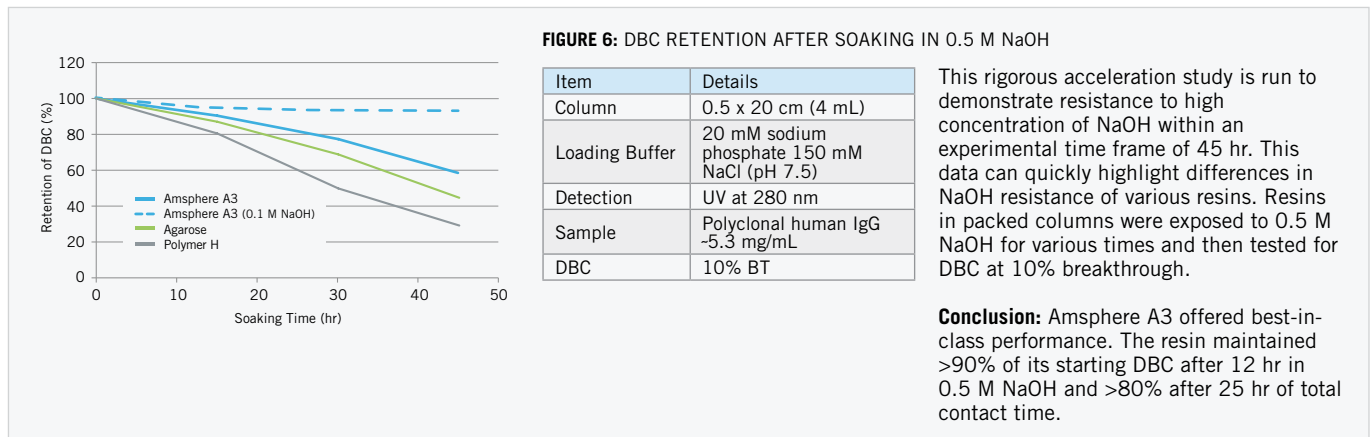 FIGURE 6: DBC RETENTION AFTER SOAKING IN 0.5 M NaOH
120
100
80
60
40
20
0
Retention of DBC (%)
Amsphere A3
Amsphere A3 (0.1 M NaOH)
Agarose
Polymer H
0 10 20 30 40 50
Soaking Time (hr)
Item Details
Column 0.5 x 20 cm (4 mL)
Loading Buffer 20 mM sodium
phosphate 150 mM
NaCl (pH 7.5)
Detection UV at 280 nm
Sample Polyclonal human IgG
~5.3 mg/mL
DBC 10% BT
This rigorous acceleration study is run to
demonstrate resistance to high
concentration of NaOH within an
experimental time frame of 45 hr. This
data can quickly highlight differences in
NaOH resistance of various resins. Resins
in packed columns were exposed to 0.5 M
NaOH for various times and then tested for
DBC at 10% breakthrough.
Conclusion: Amsphere A3 offered best-in-
class performance. The resin maintained
>90% of its starting DBC after 12 hr in
0.5 M NaOH and >80% after 25 hr of total
contact time.